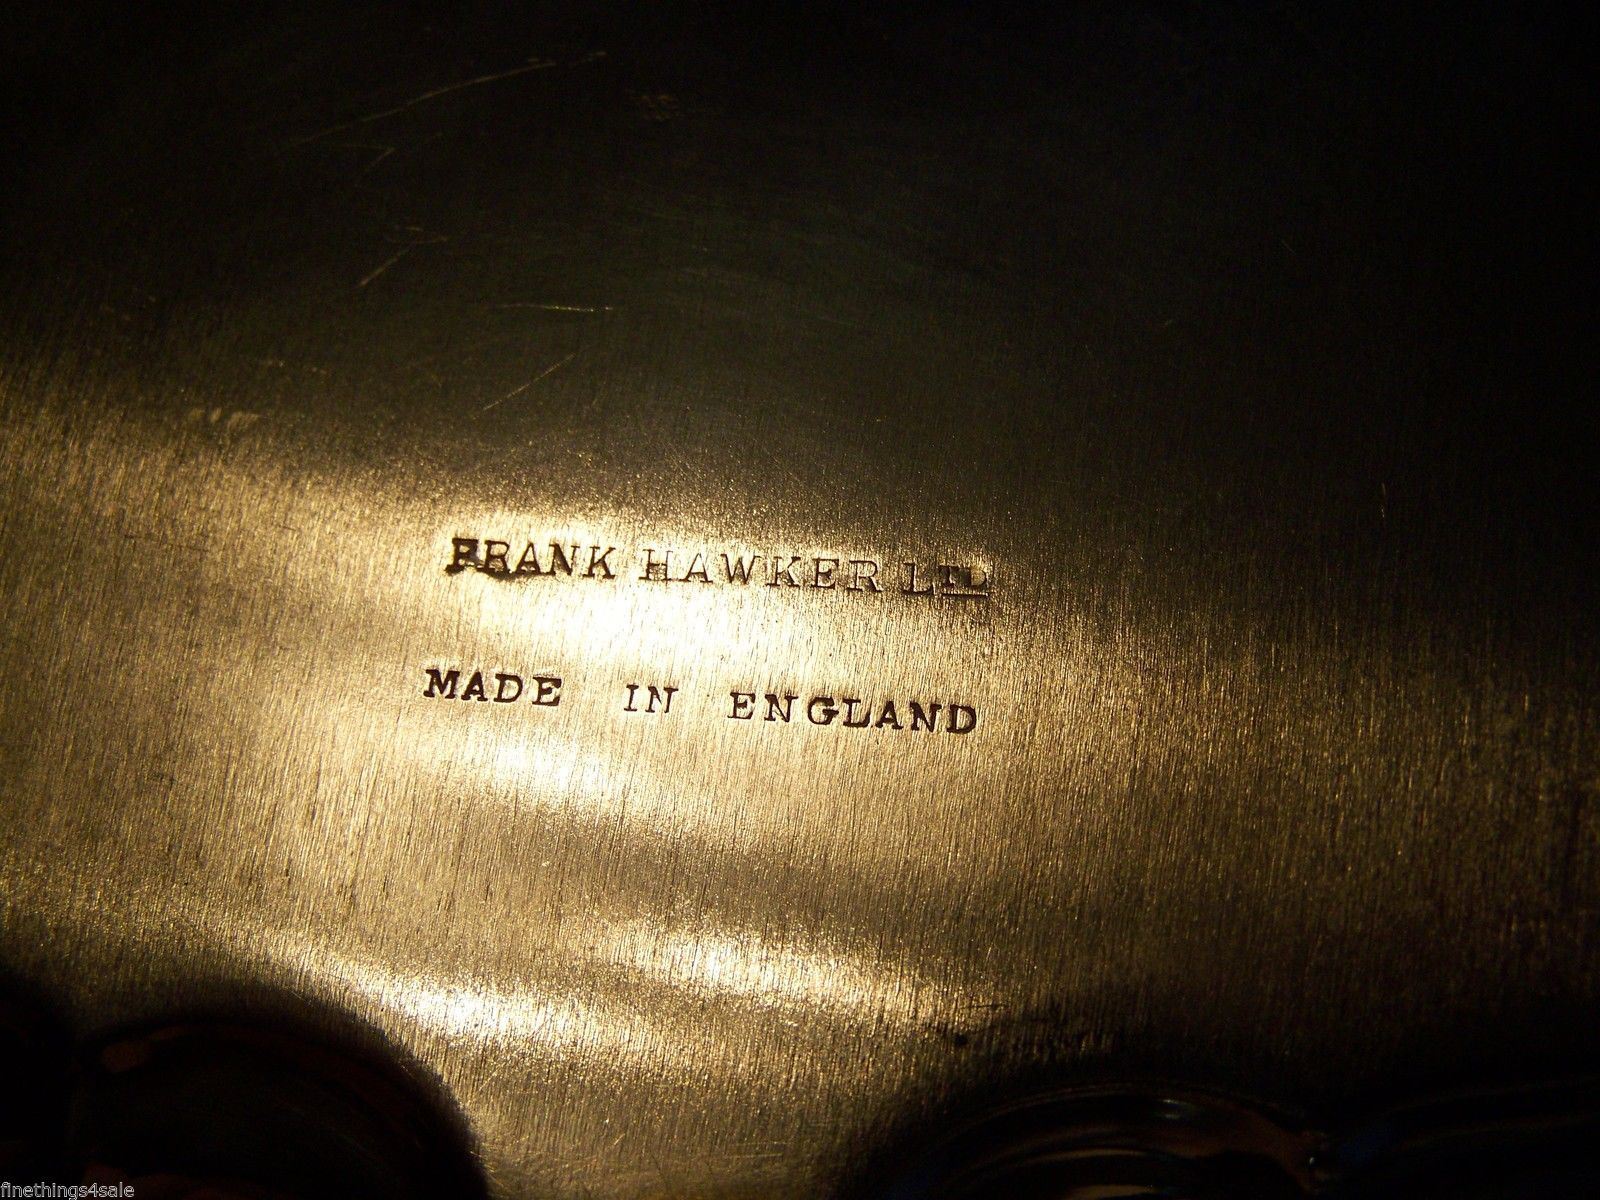 FRANK HAWKER LTD
MADE IN ENGLAND
finethings4sale